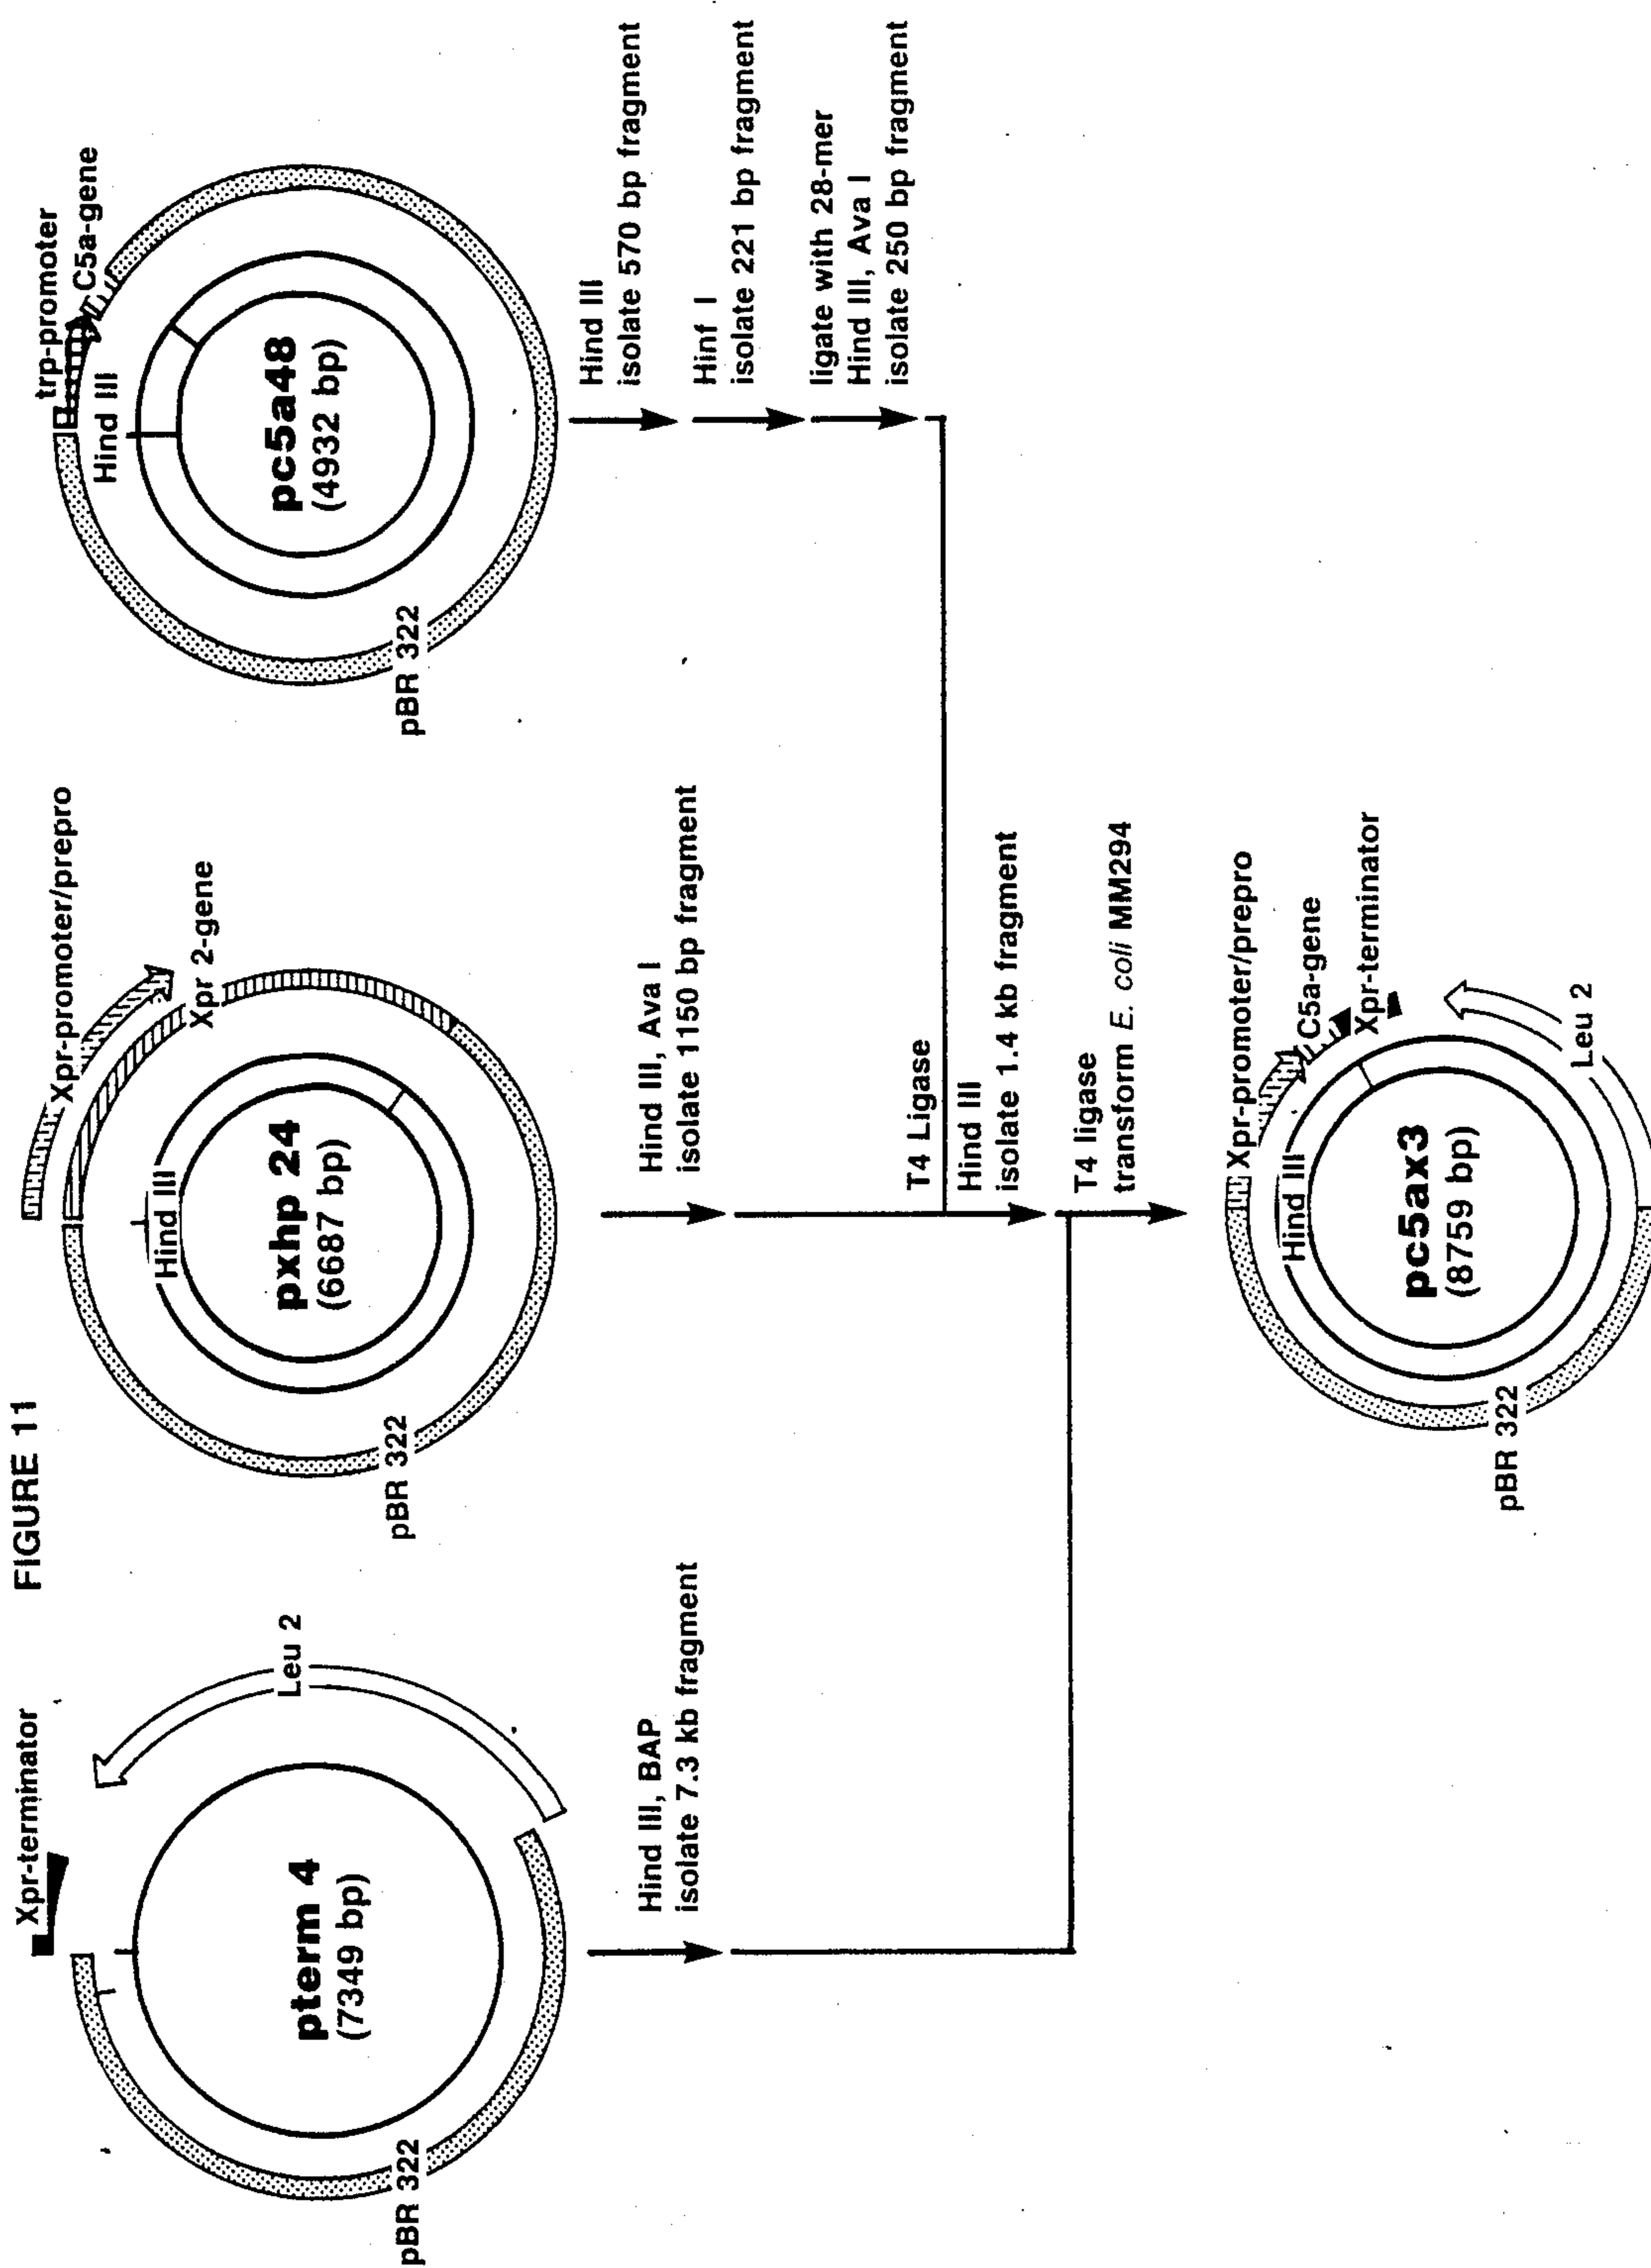 FIGURE 11
Xpr-terminator
Leu 2
pterm 4
(7349 bp)
pBR 322
Hind III, BAP
isolate 7.3 kb fragment
Xpr-promoter/prepro
Xpr 2-gene
Hind III
pxhp 24
(6687 bp)
pBR 322
Hind III, Ava I
isolate 1150 bp fragment
trp-promoter
C5a-gene
Hind III
pc5a48
(4932 bp)
pBR 322
Hind III
isolate 570 bp fragment
Hinf I
isolate 221 bp fragment
ligate with 28-mer
Hind III, Ava I
isolate 250 bp fragment
T4 Ligase
Hind III
isolate 1.4 kb fragment
T4 ligase
transform E. coli MM294
Xpr-promoter/prepro
C5a-gene
Xpr-terminator
Hind III
pc5ax3
(8759 bp)
Leu 2
pBR 322